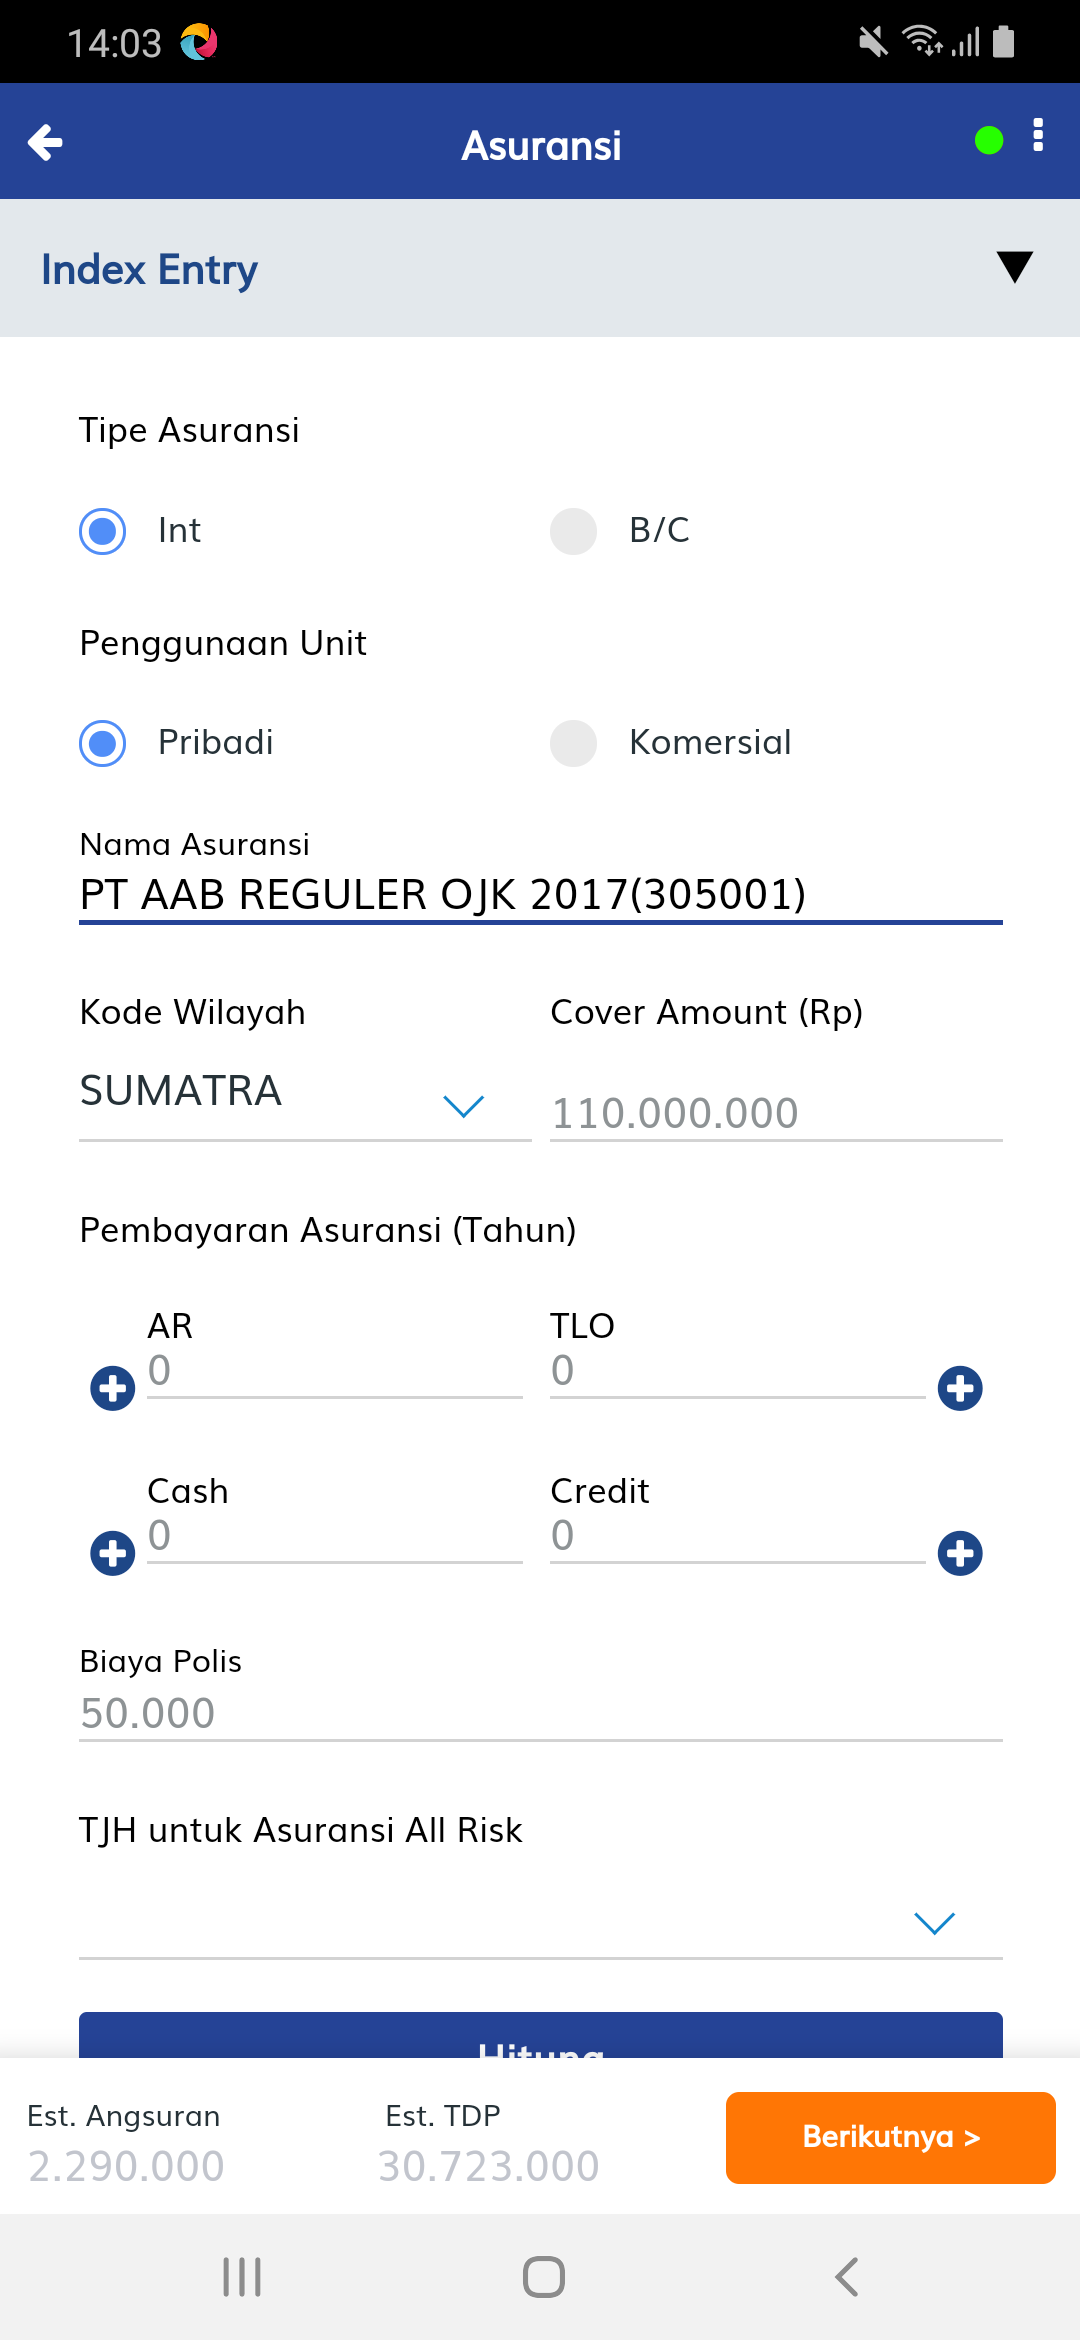 14:03
Asuransi
Index Entry
Tipe Asuransi
Int B/C
Penggunaan Unit
Pribadi Komersial
Nama Asuransi
PT AAB REGULER OJK 2017(305001)
Kode Wilayah Cover Amount (Rp)
SUMATRA 110.000.000
Pembayaran Asuransi (Tahun)
AR TLO
0 0
Cash Credit
0 0
Biaya Polis
50.000
TJH untuk Asuransi All Risk
Hitung
Est. Angsuran Est. TDP
2.290.000 30.723.000
Berikutnya >